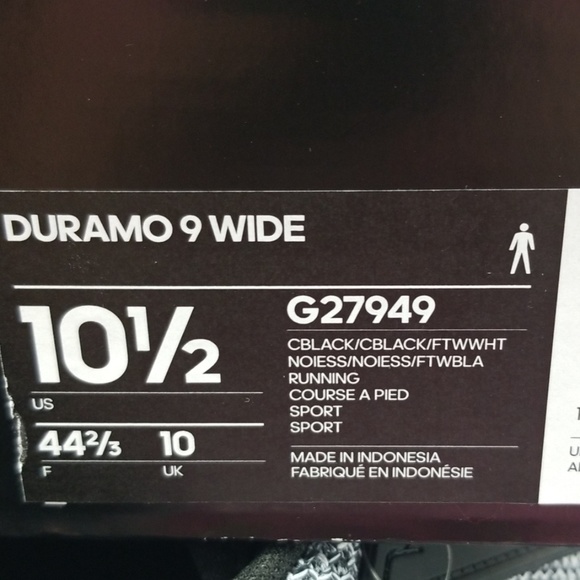 DURAMO 9 WIDE
10½
US
44⅔ 10
F UK
G27949
CBLACK/CBLACK/FTWWHT
NOIESS/NOIESS/FTWBLA
RUNNING
COURSE A PIED
SPORT
SPORT
MADE IN INDONESIA
FABRIQUÉ EN INDONÉSIE